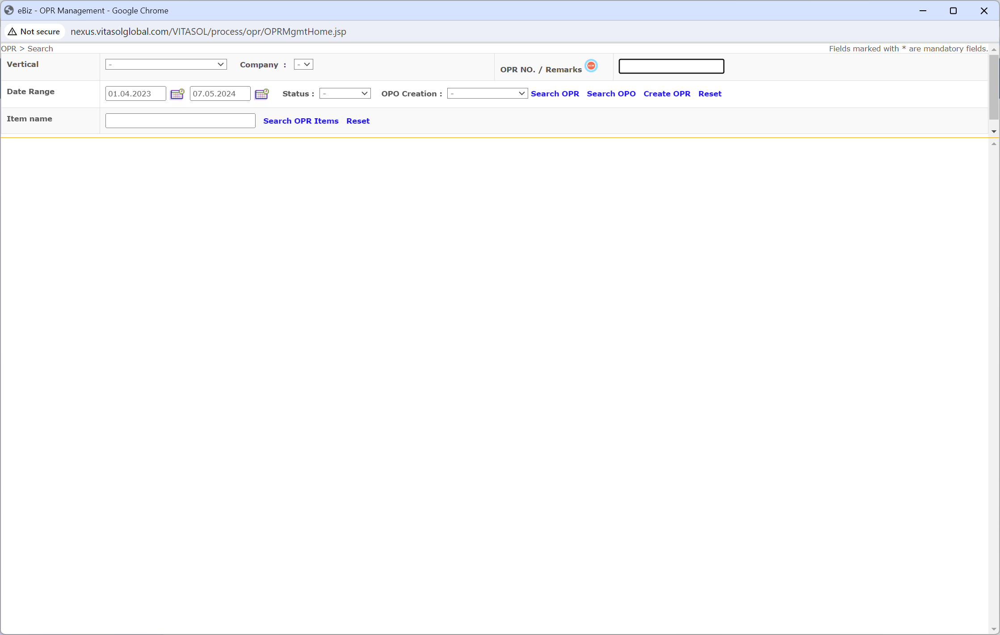 eBiz - OPR Management - Google Chrome
Not secure nexus.vitasolglobal.com/VITASOL/process/opr/OPRMgmtHome.jsp
OPR > Search Fields marked with * are mandatory fields.
Vertical - Company : - OPR NO. / Remarks NEW
Date Range 01.04.2023 07.05.2024 Status : - OPO Creation : - Search OPR Search OPO Create OPR Reset
Item name Search OPR Items Reset